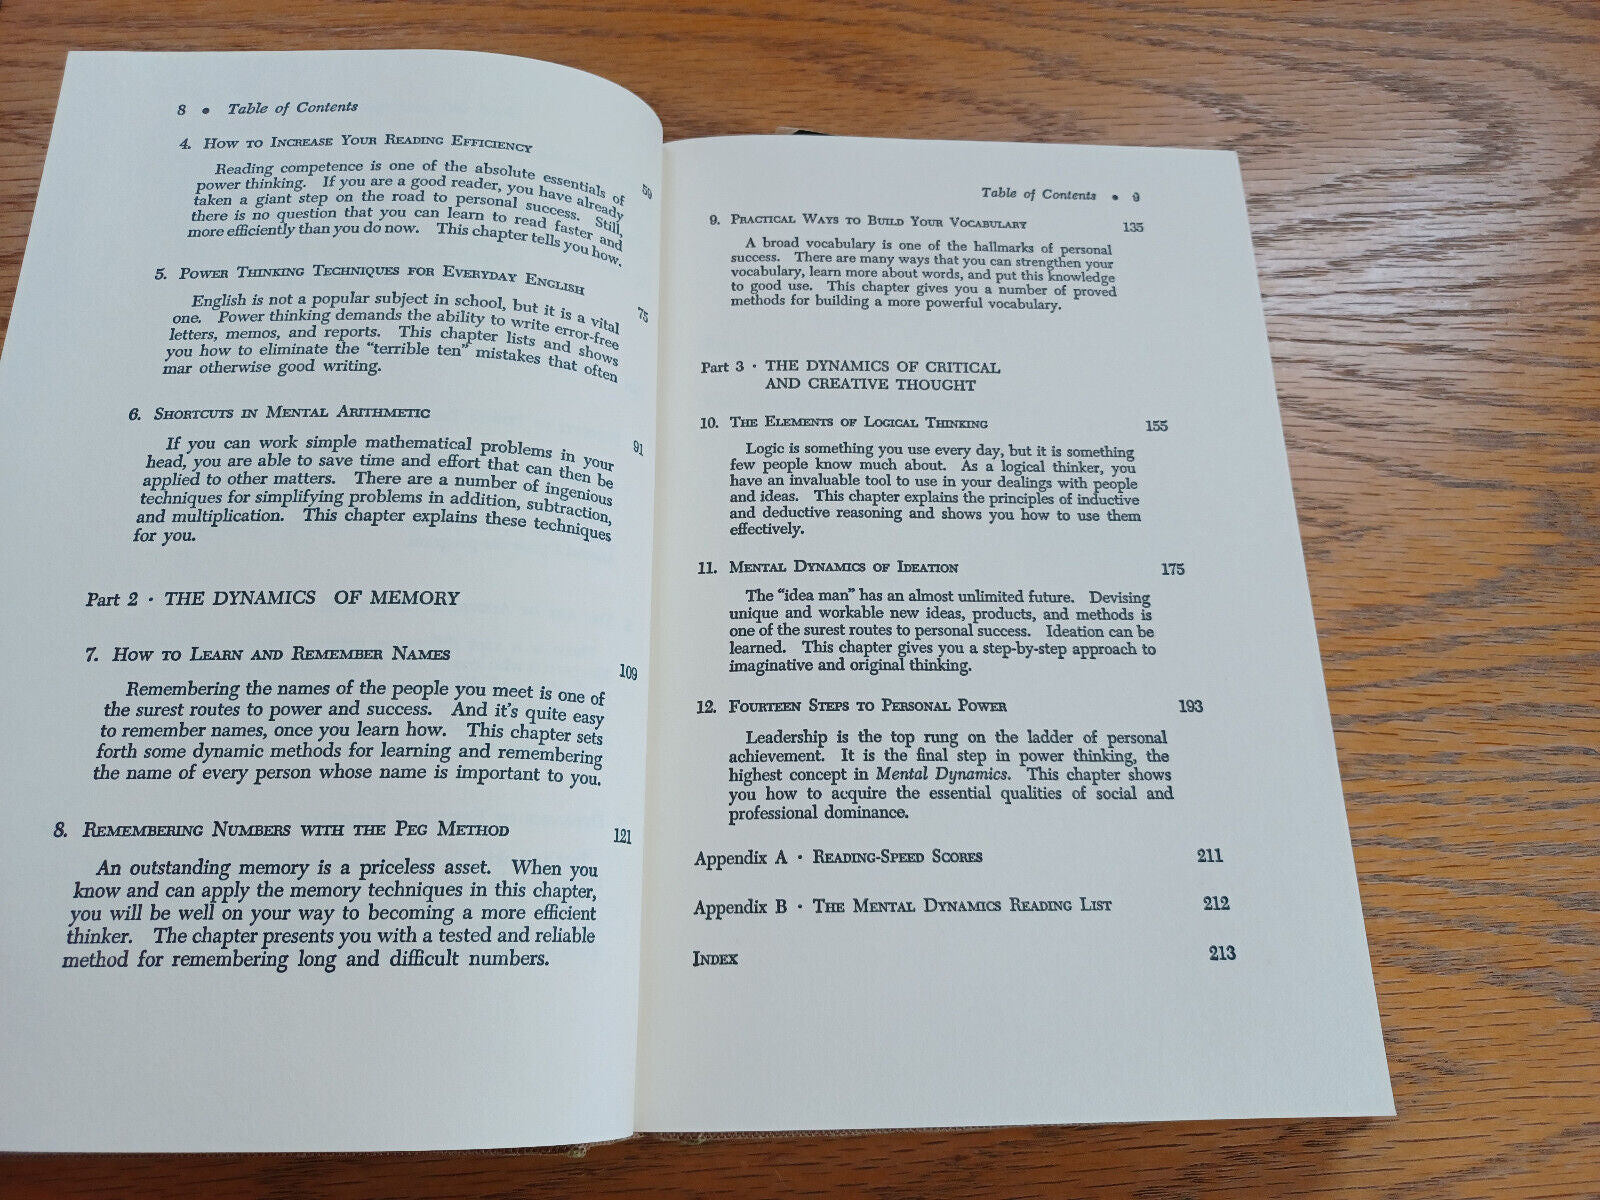 8 • Table of Contents
4. How to Increase Your Reading Efficiency
59
Reading competence is one of the absolute essentials of
power thinking. If you are a good reader, you have already
taken a giant step on the road to personal success. Still,
there is no question that you can learn to read faster and
more efficiently than you do now. This chapter tells you how.
5. Power Thinking Techniques for Everyday English
75
English is not a popular subject in school, but it is a vital
one. Power thinking demands the ability to write error-free
letters, memos, and reports. This chapter lists and shows
you how to eliminate the "terrible ten" mistakes that often
mar otherwise good writing.
6. Shortcuts in Mental Arithmetic
91
If you can work simple mathematical problems in your
head, you are able to save time and effort that can then be
applied to other matters. There are a number of ingenious
techniques for simplifying problems in addition, subtraction,
and multiplication. This chapter explains these techniques
for you.
Part 2 · THE DYNAMICS OF MEMORY
7. How to Learn and Remember Names
109
Remembering the names of the people you meet is one of
the surest routes to power and success. And it's quite easy
to remember names, once you learn how. This chapter sets
forth some dynamic methods for learning and remembering
the name of every person whose name is important to you.
8. Remembering Numbers with the Peg Method
121
An outstanding memory is a priceless asset. When you
know and can apply the memory techniques in this chapter,
you will be well on your way to becoming a more efficient
thinker. The chapter presents you with a tested and reliable
method for remembering long and difficult numbers.
Table of Contents • 9
9. Practical Ways to Build Your Vocabulary 135
A broad vocabulary is one of the hallmarks of personal
success. There are many ways that you can strengthen your
vocabulary, learn more about words, and put this knowledge
to good use. This chapter gives you a number of proved
methods for building a more powerful vocabulary.
Part 3 · THE DYNAMICS OF CRITICAL
AND CREATIVE THOUGHT
10. The Elements of Logical Thinking 155
Logic is something you use every day, but it is something
few people know much about. As a logical thinker, you
have an invaluable tool to use in your dealings with people
and ideas. This chapter explains the principles of inductive
and deductive reasoning and shows you how to use them
effectively.
11. Mental Dynamics of Ideation 175
The "idea man" has an almost unlimited future. Devising
unique and workable new ideas, products, and methods is
one of the surest routes to personal success. Ideation can be
learned. This chapter gives you a step-by-step approach to
imaginative and original thinking.
12. Fourteen Steps to Personal Power 193
Leadership is the top rung on the ladder of personal
achievement. It is the final step in power thinking, the
highest concept in Mental Dynamics. This chapter shows
you how to acquire the essential qualities of social and
professional dominance.
Appendix A · Reading-Speed Scores 211
Appendix B · The Mental Dynamics Reading List 212
Index 213